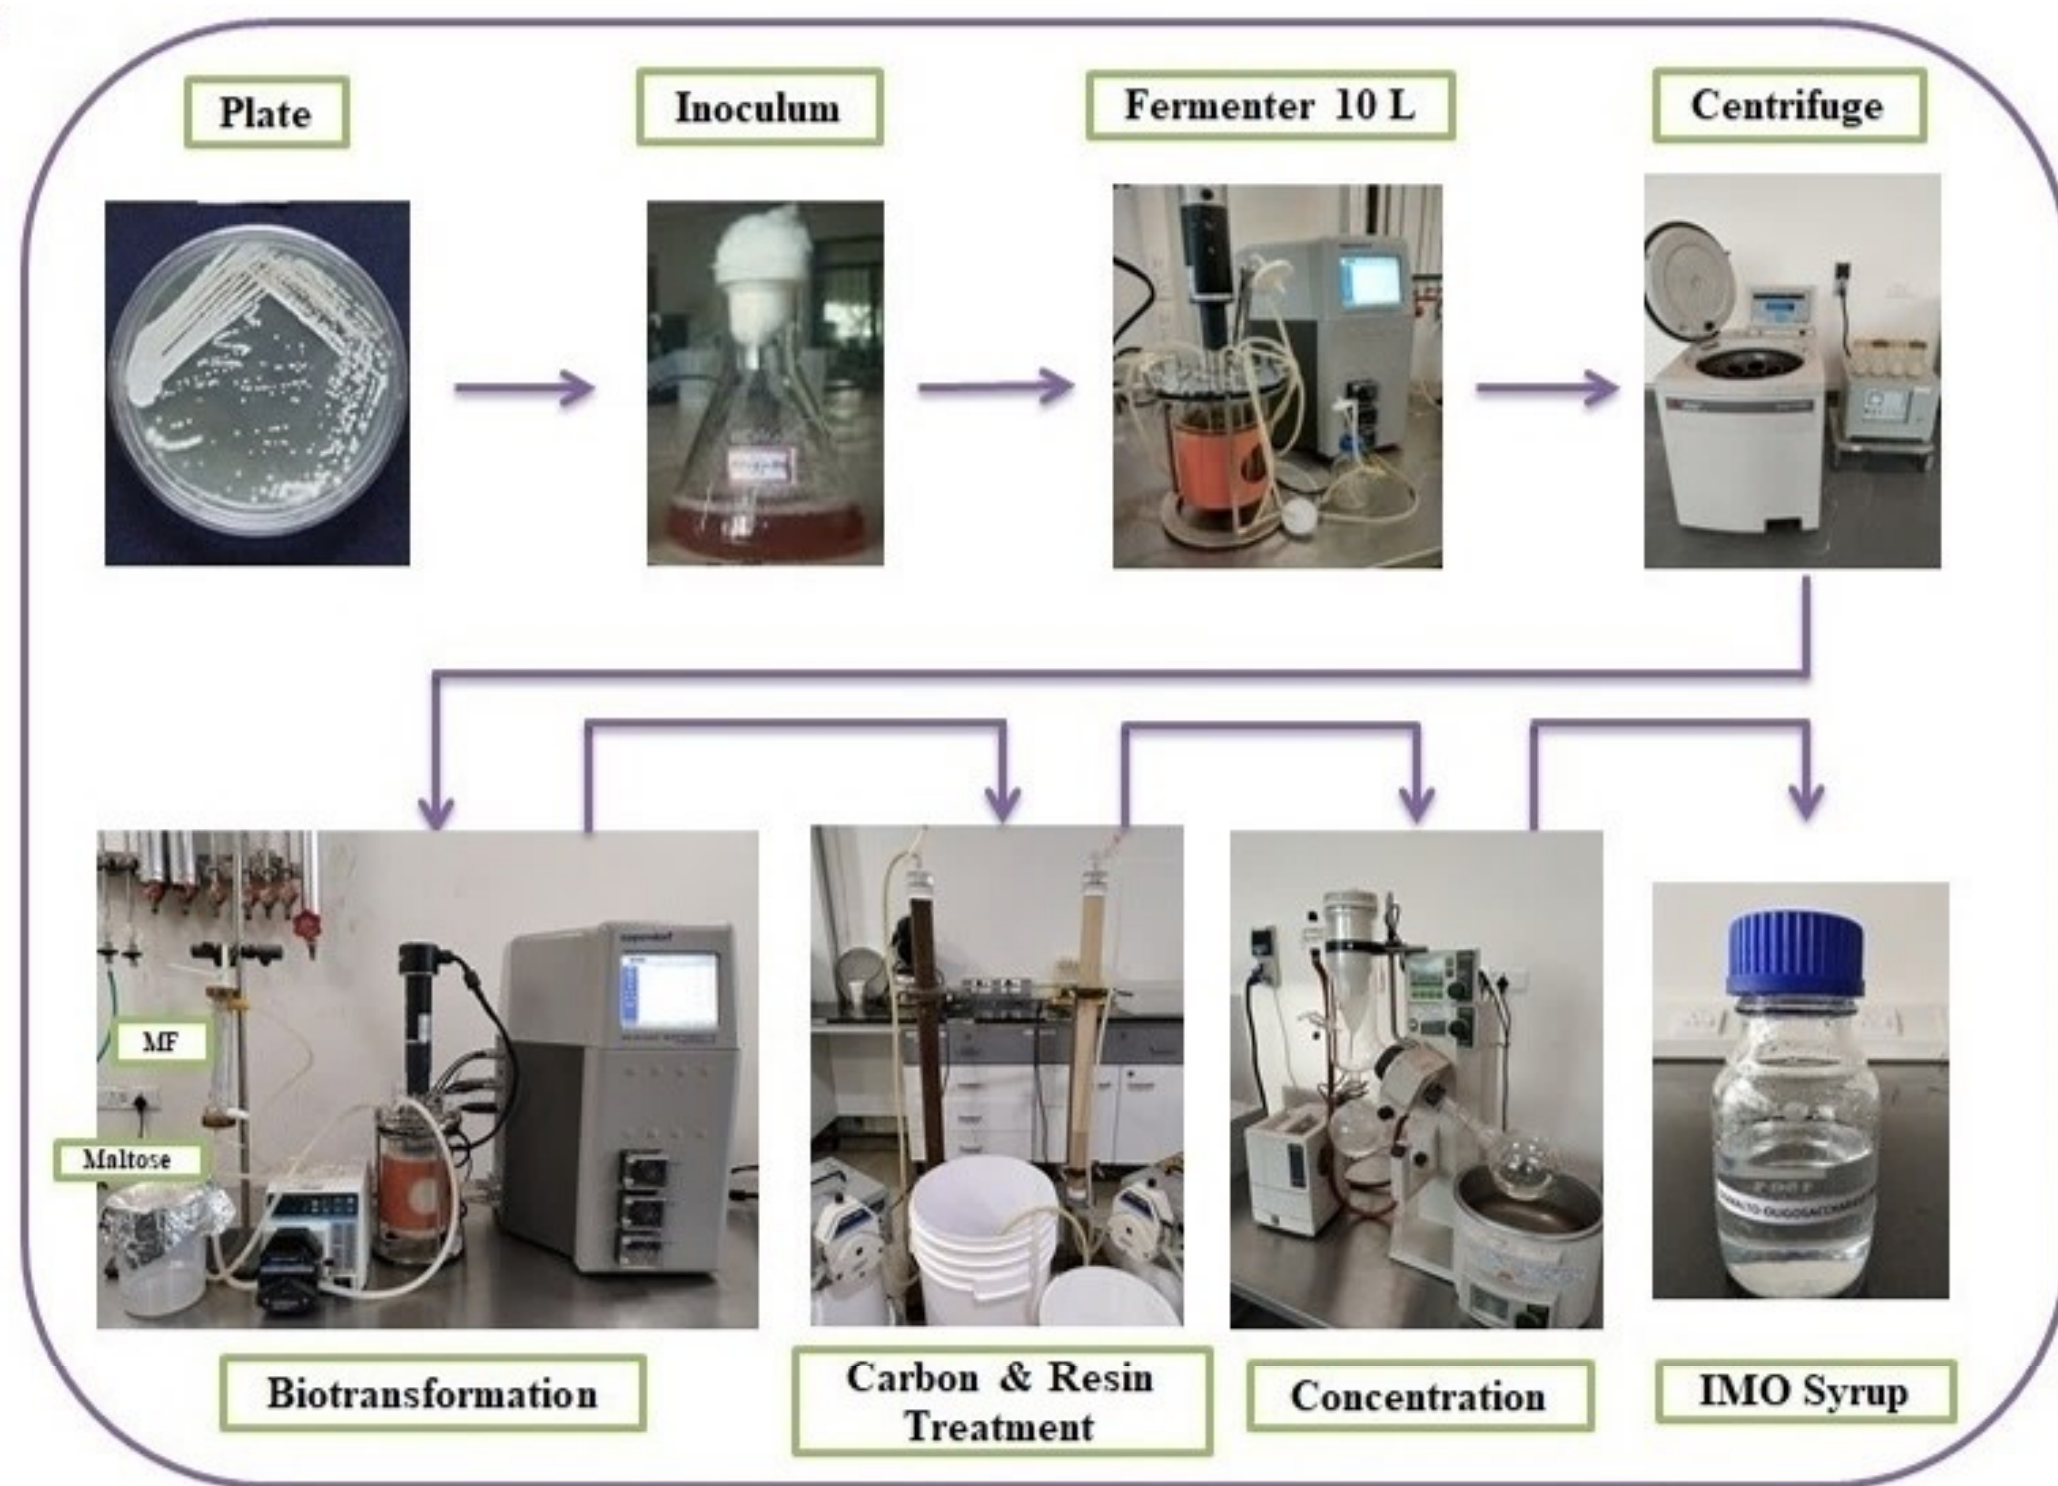 Plate
Inoculum
Fermenter 10 L
Centrifuge
MF
Maltose
Biotransformation
Carbon & Resin
Treatment
Concentration
IMO Syrup